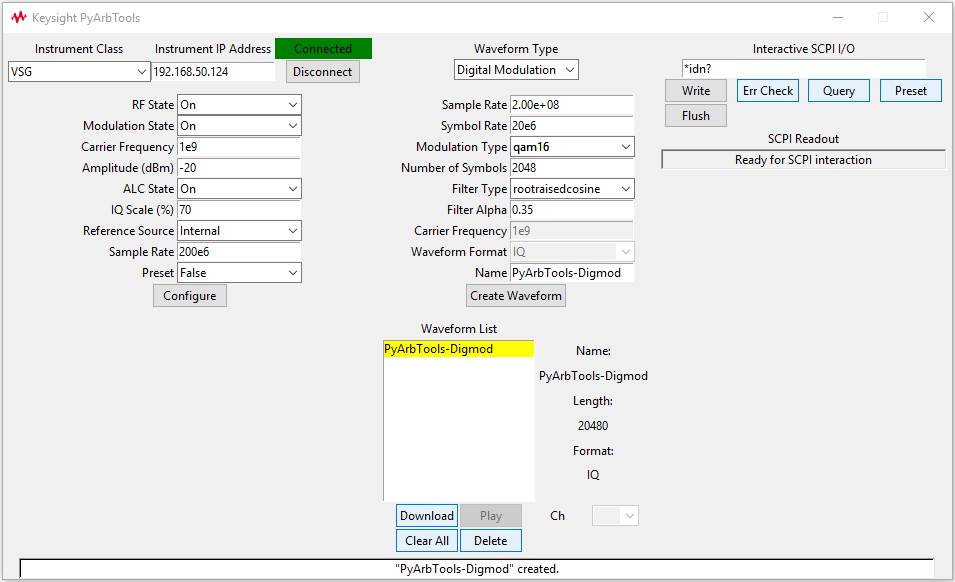 Keysight PyArbTools
Instrument Class
Instrument IP Address
Connected
VSG
192.168.50.124
Disconnect
RF State On
Modulation State On
Carrier Frequency 1e9
Amplitude (dBm) -20
ALC State On
IQ Scale (%) 70
Reference Source Internal
Sample Rate 200e6
Preset False
Configure
Waveform Type
Digital Modulation
Sample Rate 2.00e+08
Symbol Rate 20e6
Modulation Type qam16
Number of Symbols 2048
Filter Type rootraisedcosine
Filter Alpha 0.35
Carrier Frequency 1e9
Waveform Format IQ
Name PyArbTools-Digmod
Create Waveform
Interactive SCPI I/O
*idn?
Write
Err Check
Query
Preset
Flush
SCPI Readout
Ready for SCPI interaction
Waveform List
PyArbTools-Digmod
Name:
PyArbTools-Digmod
Length:
20480
Format:
IQ
Download
Play
Ch
Clear All
Delete
"PyArbTools-Digmod" created.